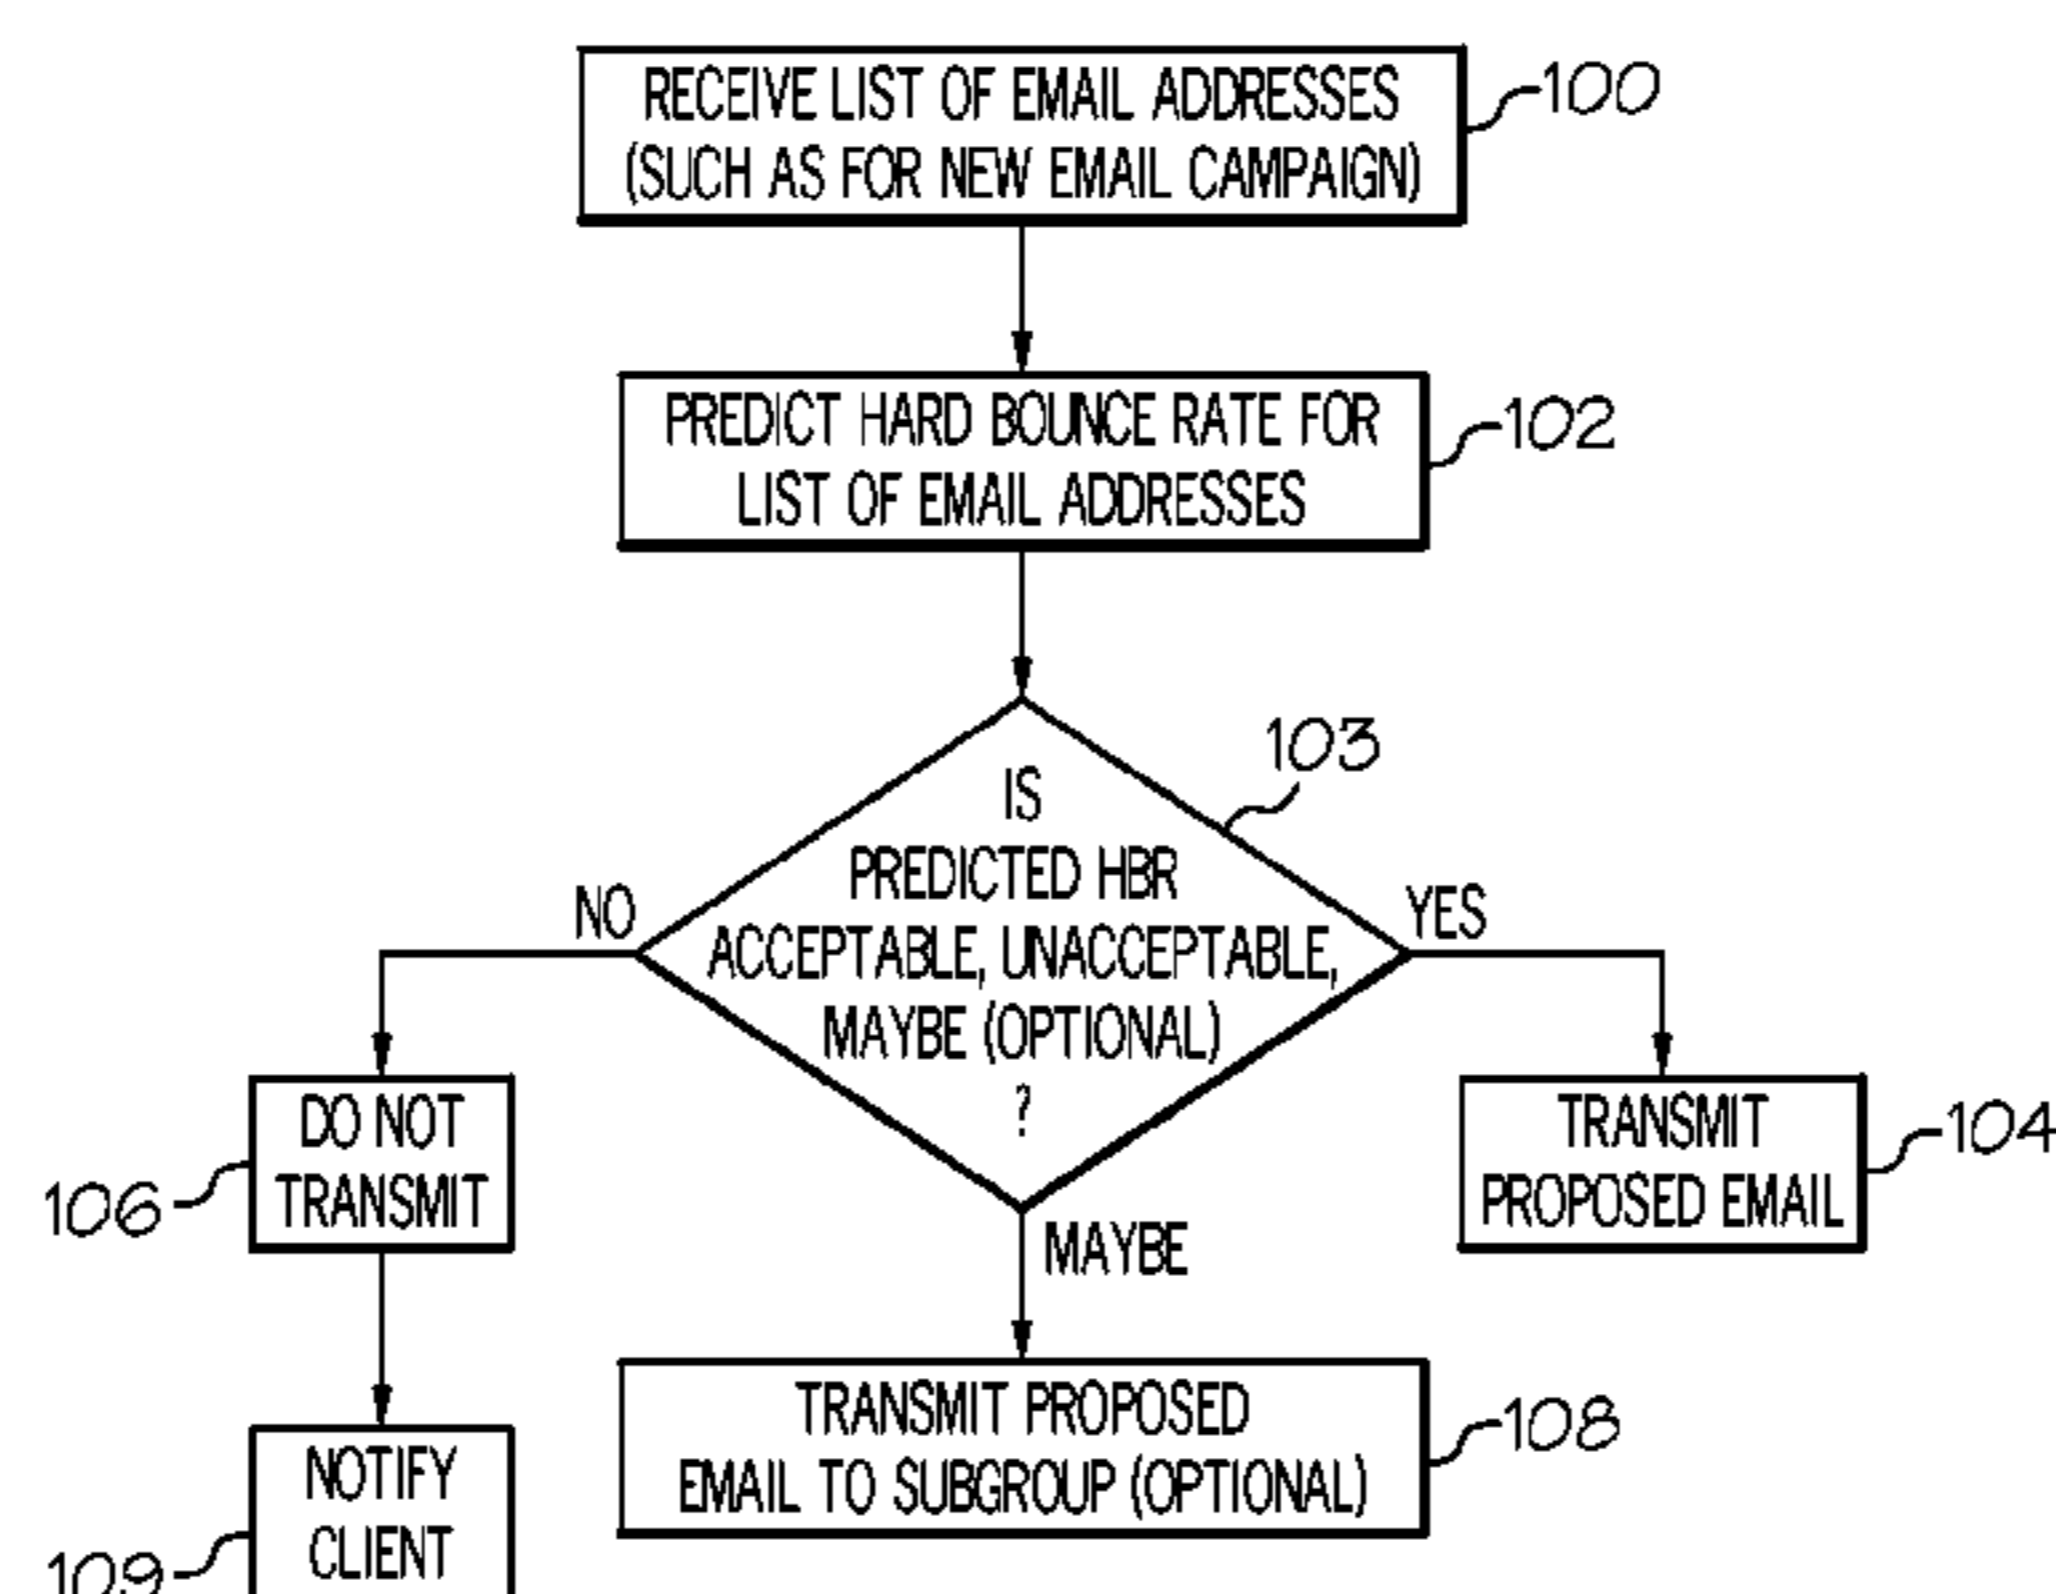 RECEIVE LIST OF EMAIL ADDRESSES
(SUCH AS FOR NEW EMAIL CAMPAIGN)
100
PREDICT HARD BOUNCE RATE FOR
LIST OF EMAIL ADDRESSES
102
103
IS
PREDICTED HBR
ACCEPTABLE, UNACCEPTABLE,
MAYBE (OPTIONAL)
?
NO
YES
DO NOT
TRANSMIT
106
TRANSMIT
PROPOSED EMAIL
104
MAYBE
TRANSMIT PROPOSED
EMAIL TO SUBGROUP (OPTIONAL)
108
NOTIFY
CLIENT
109